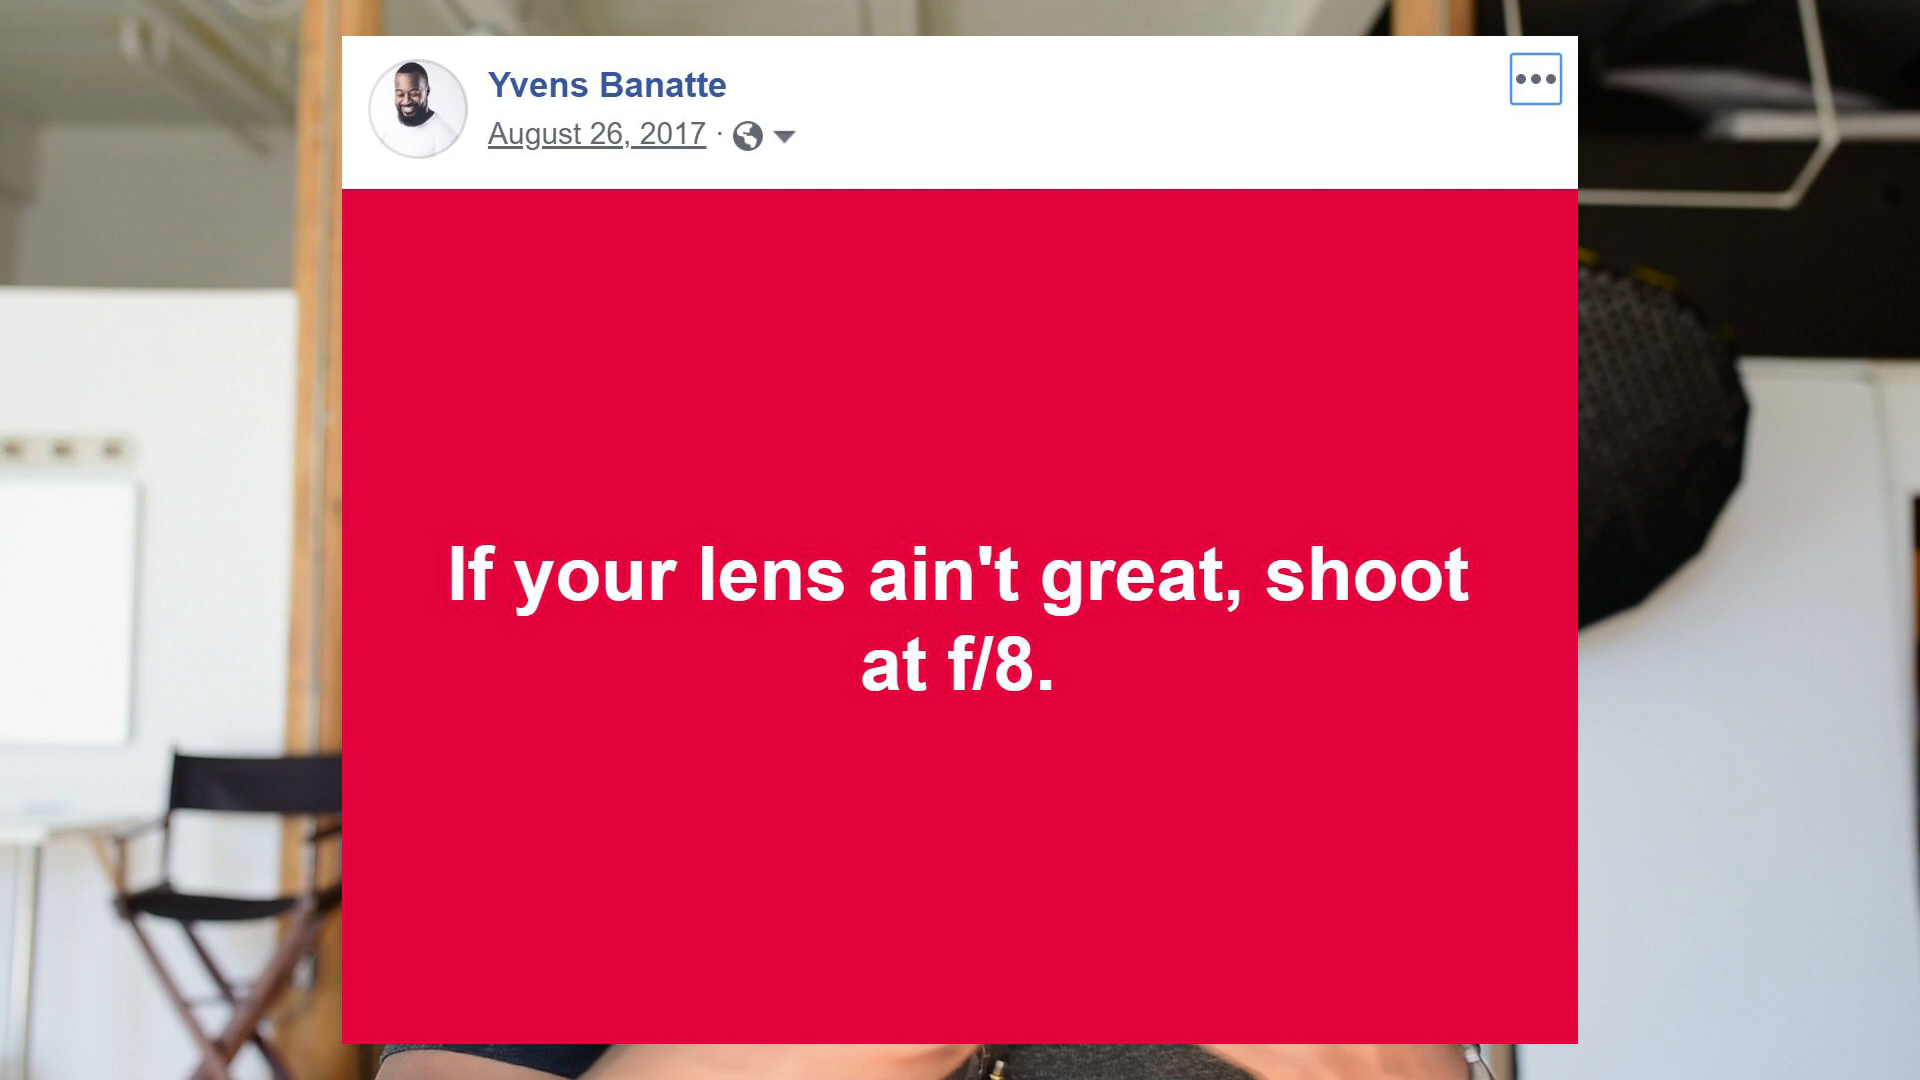 Yvens Banatte
August 26, 2017 ·
If your lens ain't great, shoot
at f/8.